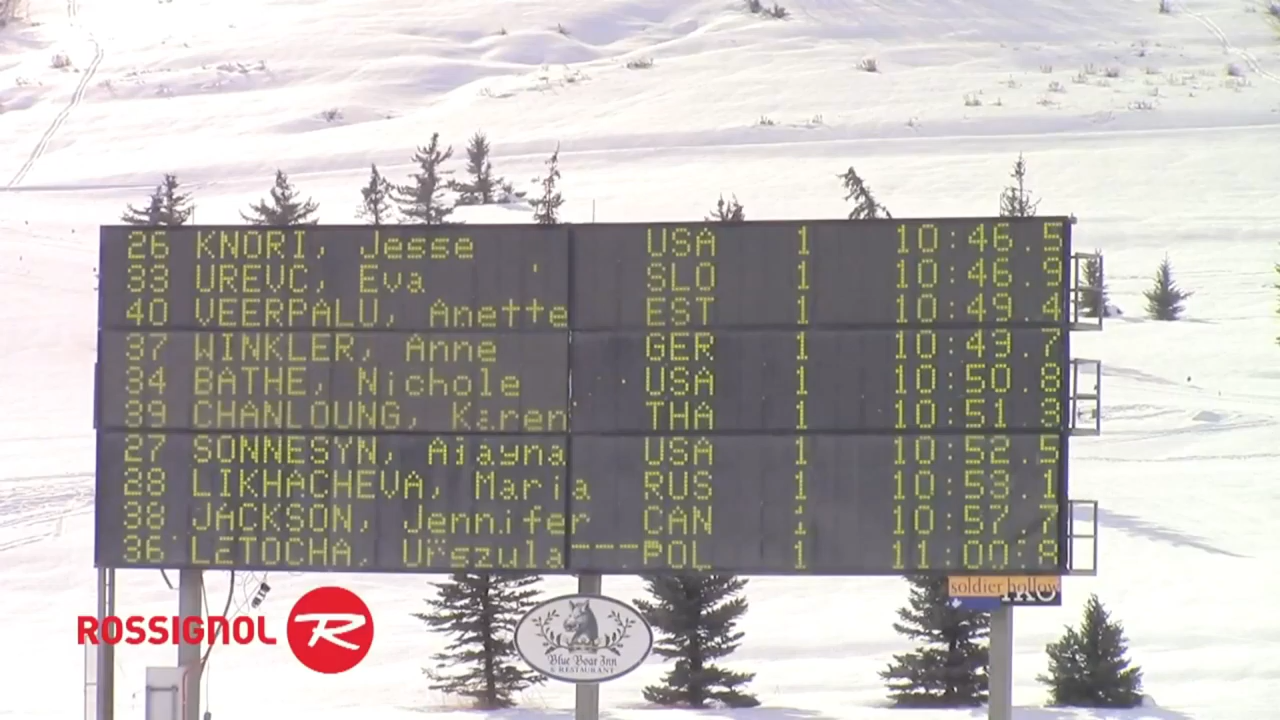 26 KNORI, Jesse USA 1 10:46.5
33 UREVC, Eva SLO 1 10:46.9
40 VEERPALU, Anette EST 1 10:49.4
37 WINKLER, Anne GER 1 10:49.7
34 BATHE, Nichole USA 1 10:50.8
39 CHANLOUNG, Karen THA 1 10:51.3
27 SONNESYN, Alayna USA 1 10:52.5
28 LIKHACHEVA, Maria RUS 1 10:53.1
38 JACKSON, Jennifer CAN 1 10:57.7
36 LETOCHA, Urszula---POL 1 11:00.8
soldier hollow
ROSSIGNOL R
Blue Boar Inn
& RESTAURANT